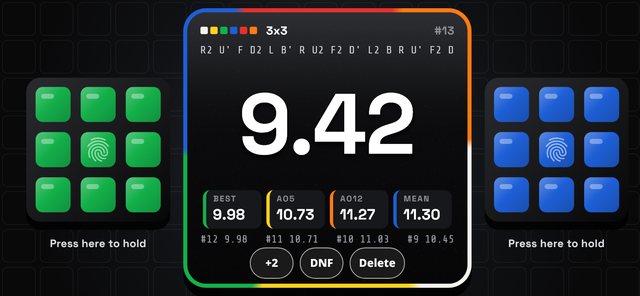 3x3 #13
R2 U' F D2 L B' R U2 F2 D' L2 B R U' F2 D
9.42
BEST AO5 AO12 MEAN
9.98 10.73 11.27 11.30
#12 9.98 #11 10.71 #10 11.03 #9 10.45
+2 DNF Delete
Press here to hold
Press here to hold